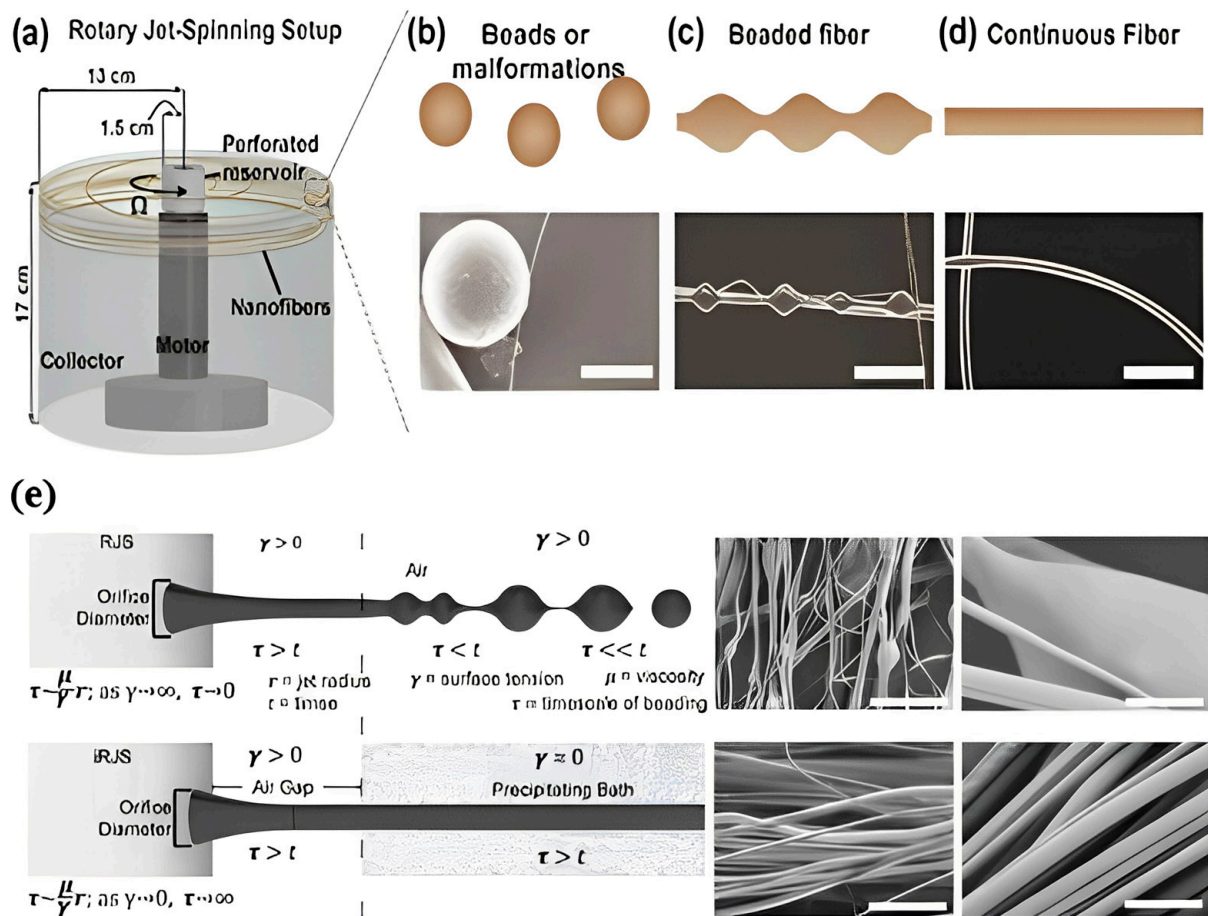 (a) Rotary Jet-Spinning Setup
13 cm
1.5 cm
Perforated
reservoir
Ω
17 cm
Nanofibers
Motor
Collector
(b) Beads or
malformations
(c) Beaded fiber
(d) Continuous Fiber
(e)
RJS
γ > 0
γ > 0
Air
Orifice
Diameter
τ > t
τ < t
τ << t
τ ~ μ/γ r; as γ→∞, τ→0
r = jet radius
γ = surface tension
μ = viscosity
t = time
τ = timescale of beading
iRJS
γ > 0
γ ≈ 0
Air Gap
Precipitating Bath
Orifice
Diameter
τ > t
τ > t
τ ~ μ/γ r; as γ→0, τ→∞